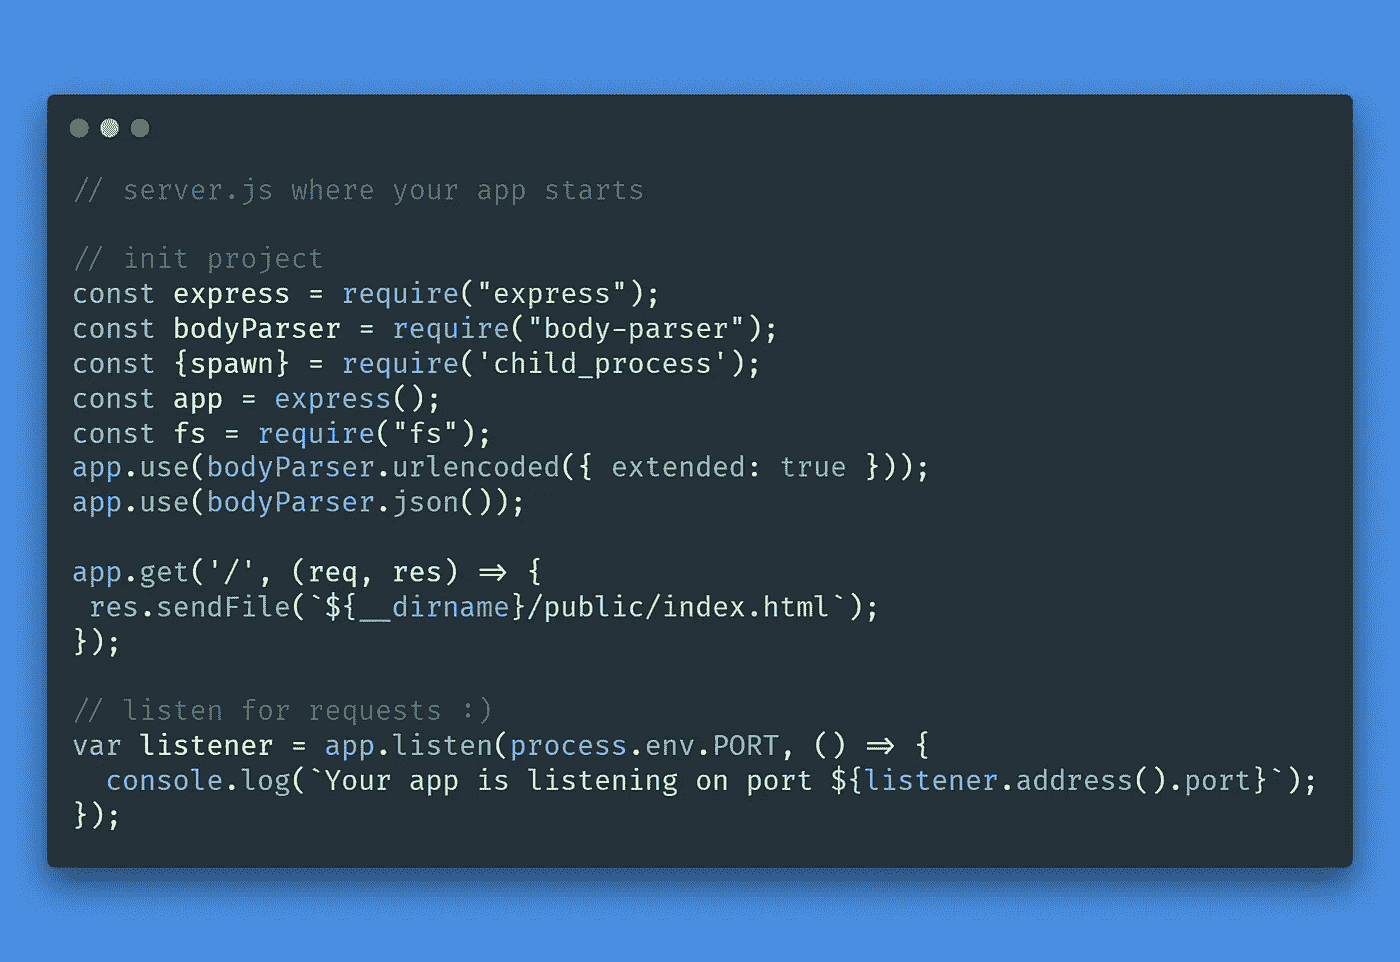 // server.js where your app starts
// init project
const express = require("express");
const bodyParser = require("body-parser");
const {spawn} = require('child_process');
const app = express();
const fs = require("fs");
app.use(bodyParser.urlencoded({ extended: true }));
app.use(bodyParser.json());
app.get('/', (req, res) => {
 res.sendFile(`${__dirname}/public/index.html`);
});
// listen for requests :)
var listener = app.listen(process.env.PORT, () => {
  console.log(`Your app is listening on port ${listener.address().port}`);
});